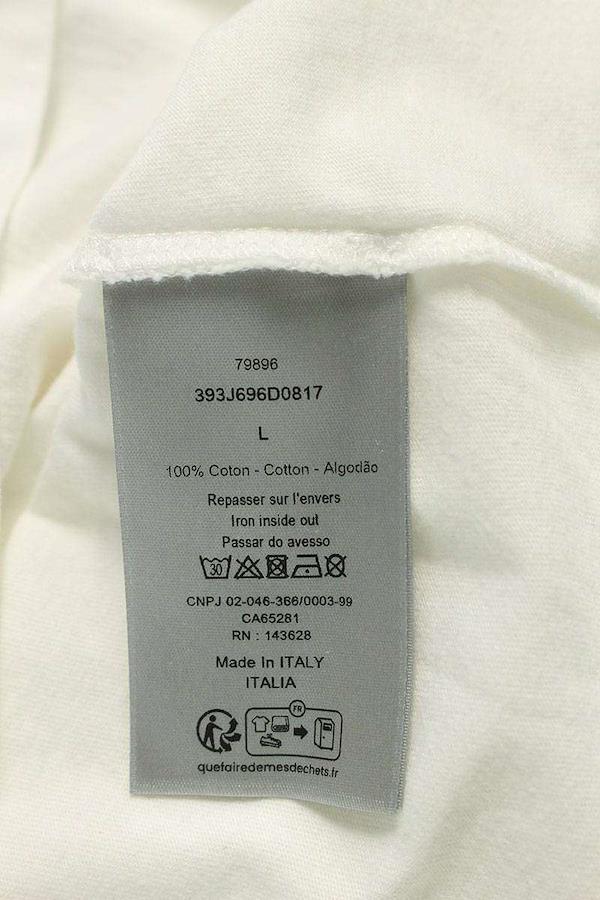 79896
393J696D0817
L
100% Coton - Cotton - Algodão
Repasser sur l'envers
Iron inside out
Passar do avesso
30
CNPJ 02-046-366/0003-99
CA65281
RN : 143628
Made In ITALY
ITALIA
FR
quefairedemesdechets.fr